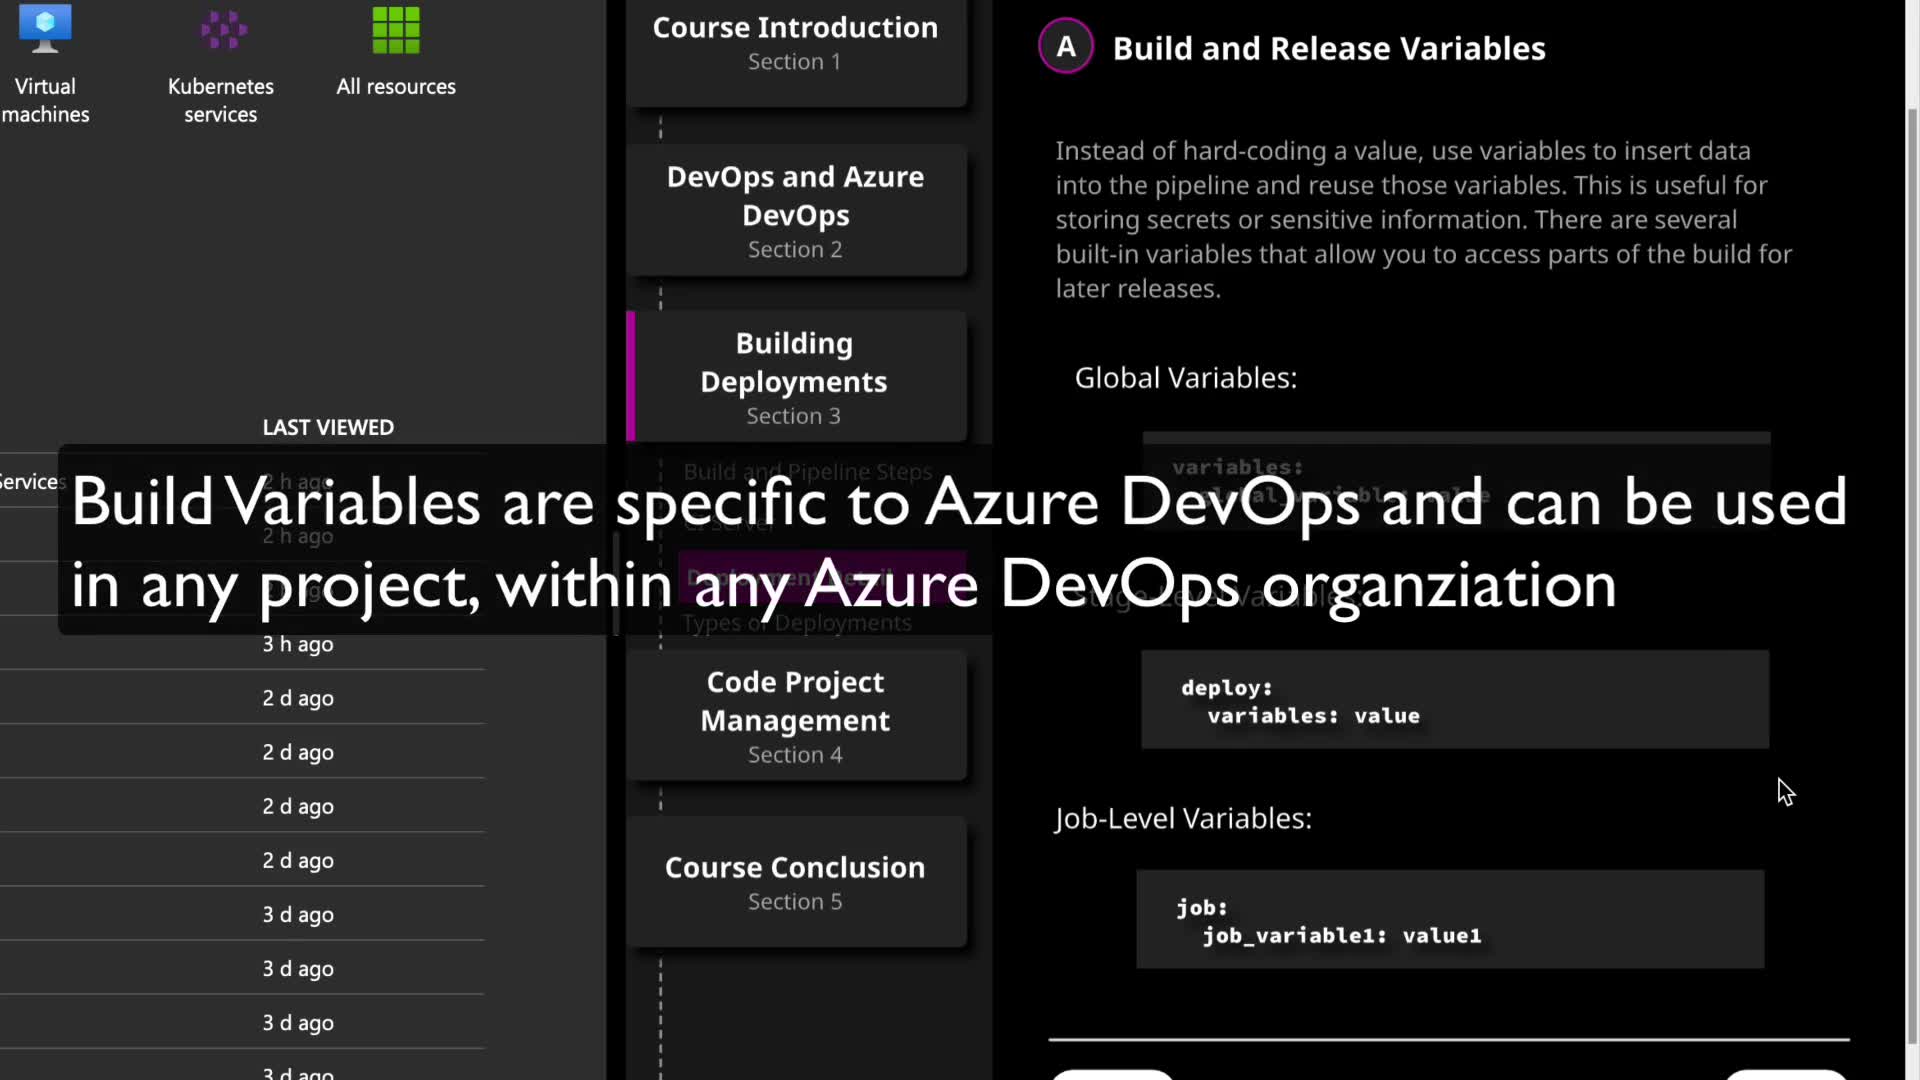 Virtual
machines
Kubernetes
services
All resources
LAST VIEWED
Services
2 h ago
2 h ago
3 h ago
2 d ago
2 d ago
2 d ago
2 d ago
3 d ago
3 d ago
3 d ago
3 d ago
Course Introduction
Section 1
DevOps and Azure
DevOps
Section 2
Building
Deployments
Section 3
Build and Pipeline Steps
Types of Deployments
Code Project
Management
Section 4
Course Conclusion
Section 5
A
Build and Release Variables
Instead of hard-coding a value, use variables to insert data
into the pipeline and reuse those variables. This is useful for
storing secrets or sensitive information. There are several
built-in variables that allow you to access parts of the build for
later releases.
Global Variables:
variables:
Build Variables are specific to Azure DevOps and can be used
in any project, within any Azure DevOps organziation
deploy:
variables: value
Job-Level Variables:
job:
job_variable1: value1